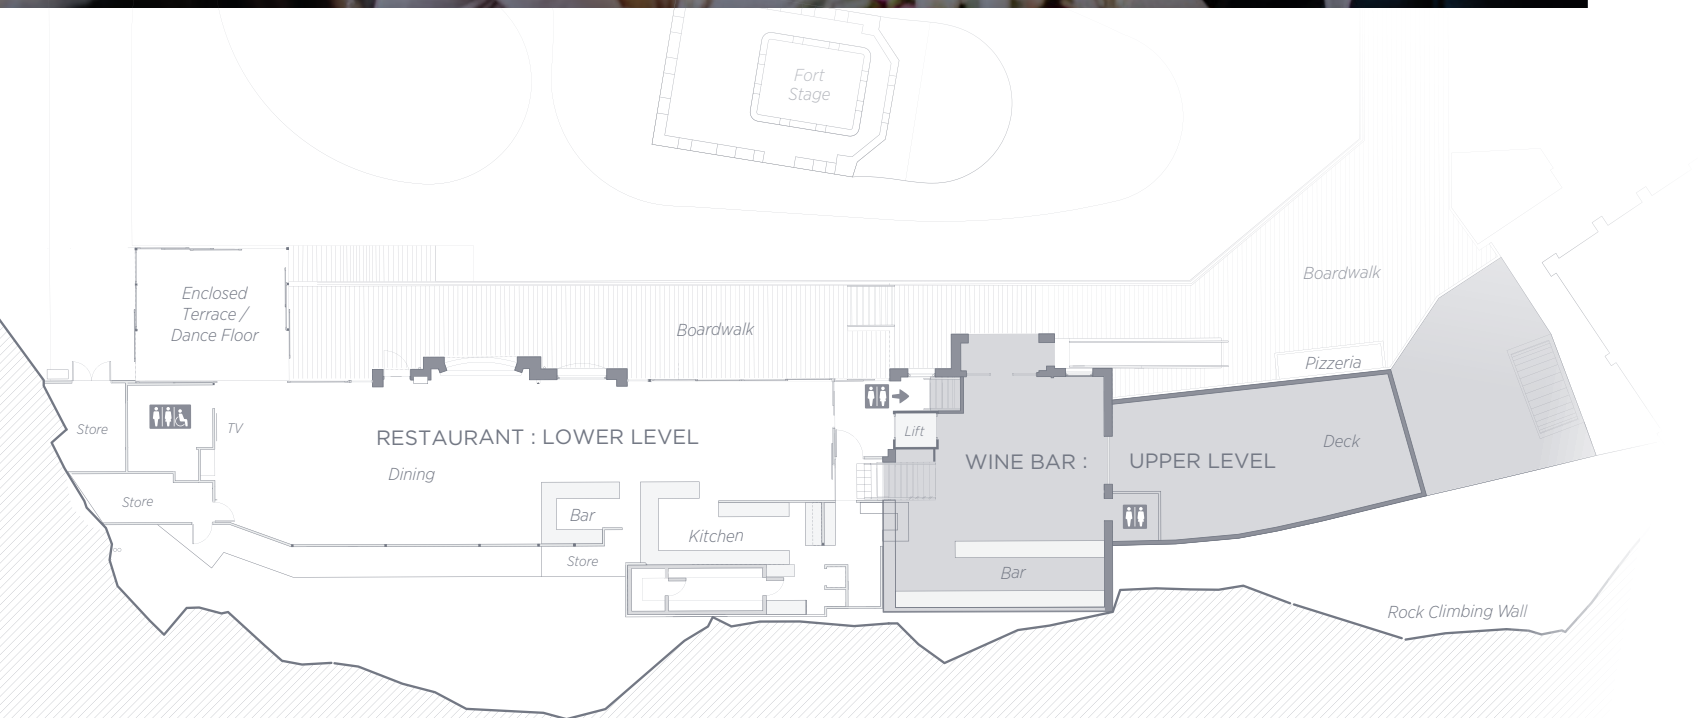 Fort
Stage
Boardwalk
Enclosed
Terrace /
Dance Floor
Boardwalk
Pizzeria
Store
TV
RESTAURANT : LOWER LEVEL
Lift
Deck
WINE BAR :
UPPER LEVEL
Dining
Store
Bar
Kitchen
Store
Bar
Rock Climbing Wall